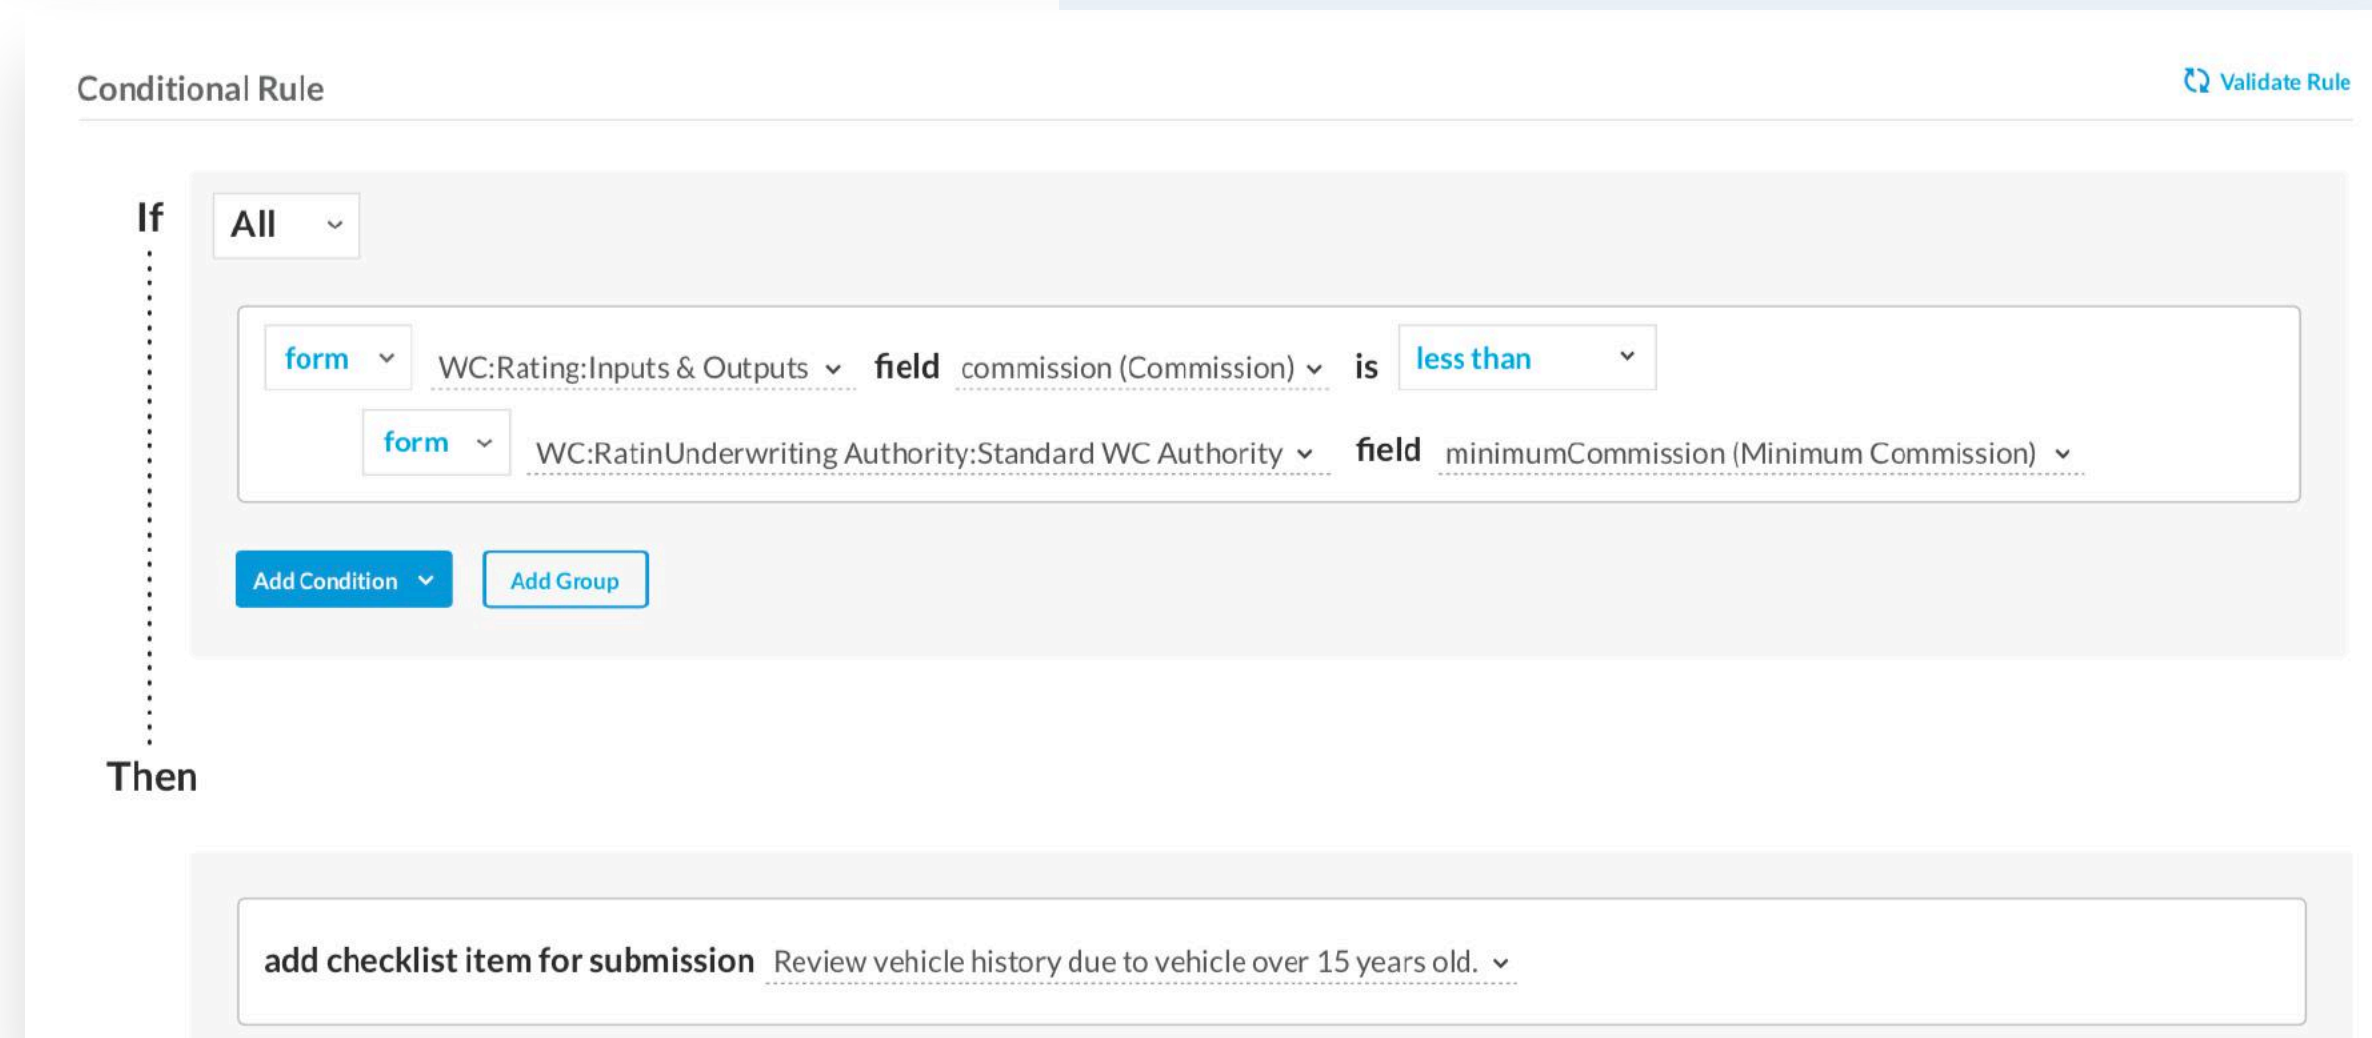 Conditional Rule
Validate Rule
If
All
form WC:Rating:Inputs & Outputs field commission (Commission) is less than
form WC:RatinUnderwriting Authority:Standard WC Authority field minimumCommission (Minimum Commission)
Add Condition
Add Group
Then
add checklist item for submission Review vehicle history due to vehicle over 15 years old.